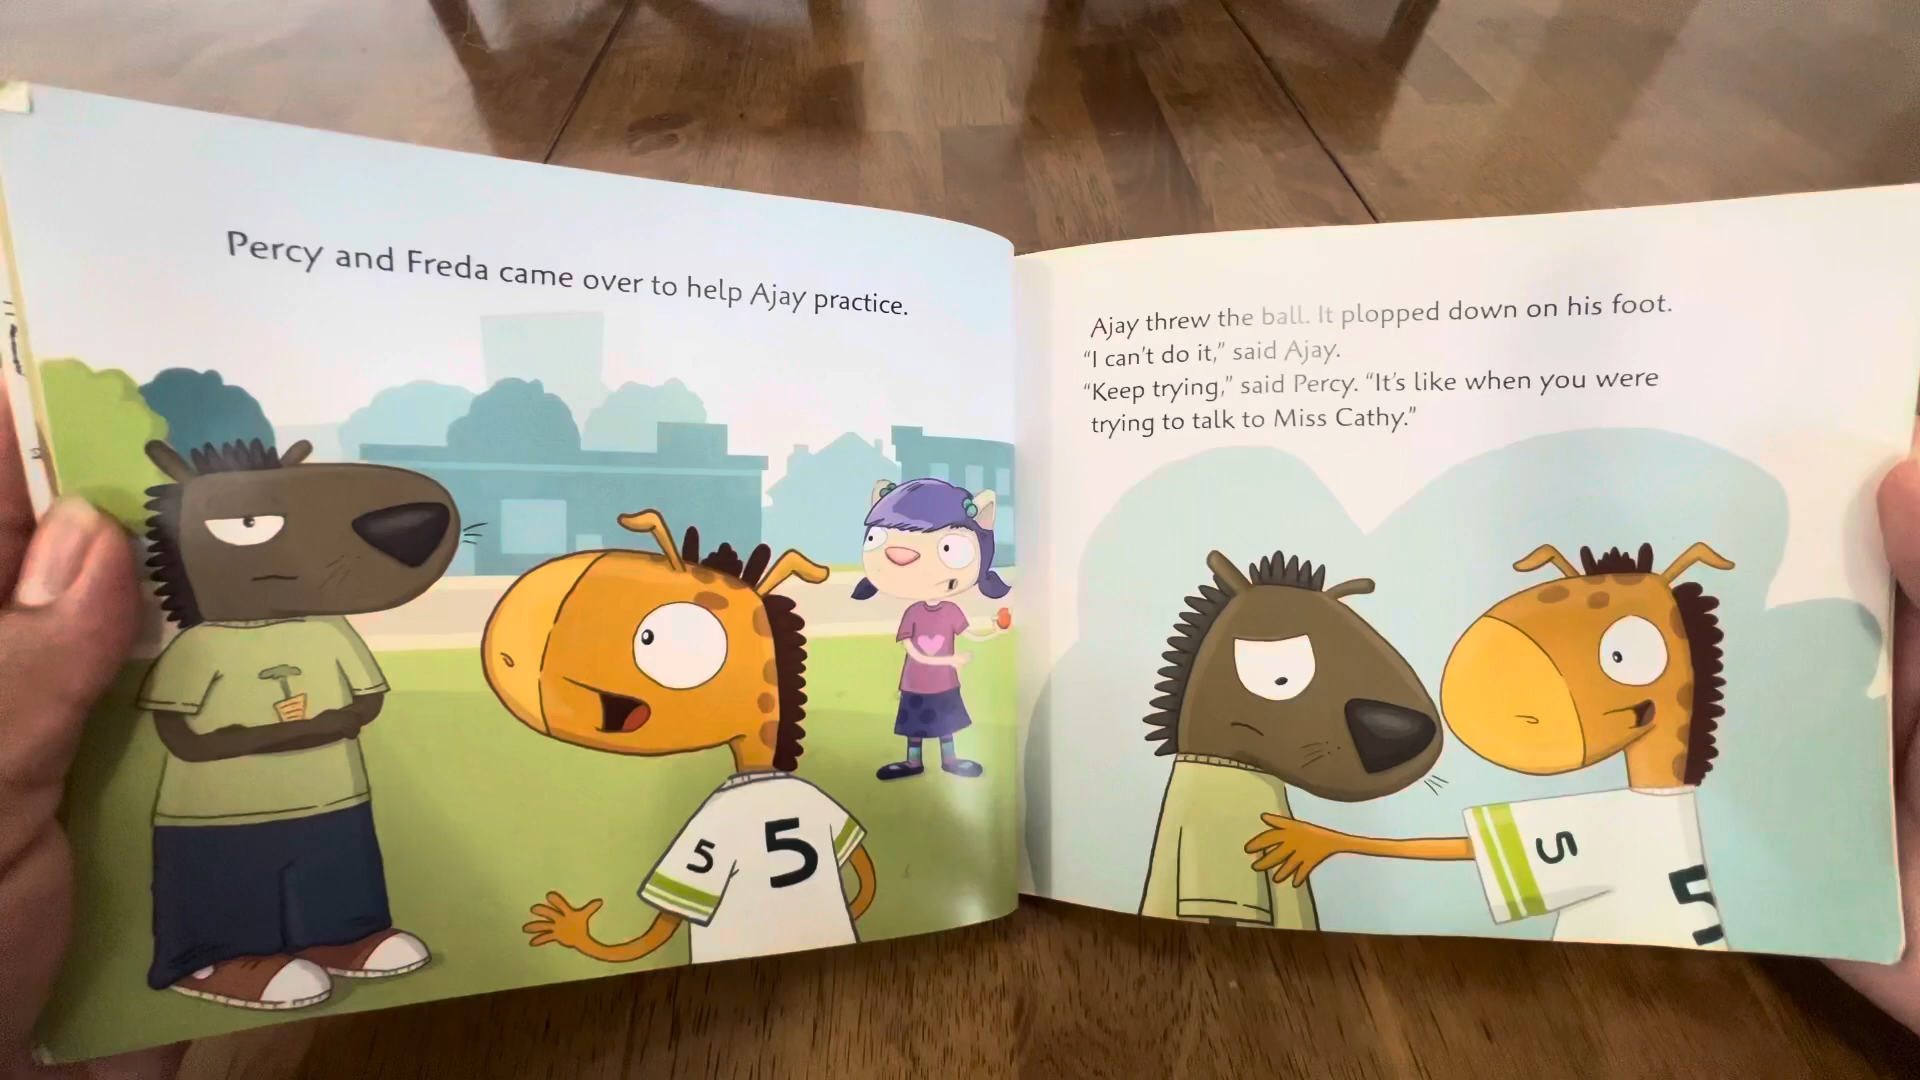 Percy and Freda came over to help Ajay practice.
Ajay threw the ball. It plopped down on his foot.
“I can't do it,” said Ajay.
“Keep trying,” said Percy. “It's like when you were
trying to talk to Miss Cathy.”
5
5
5
5